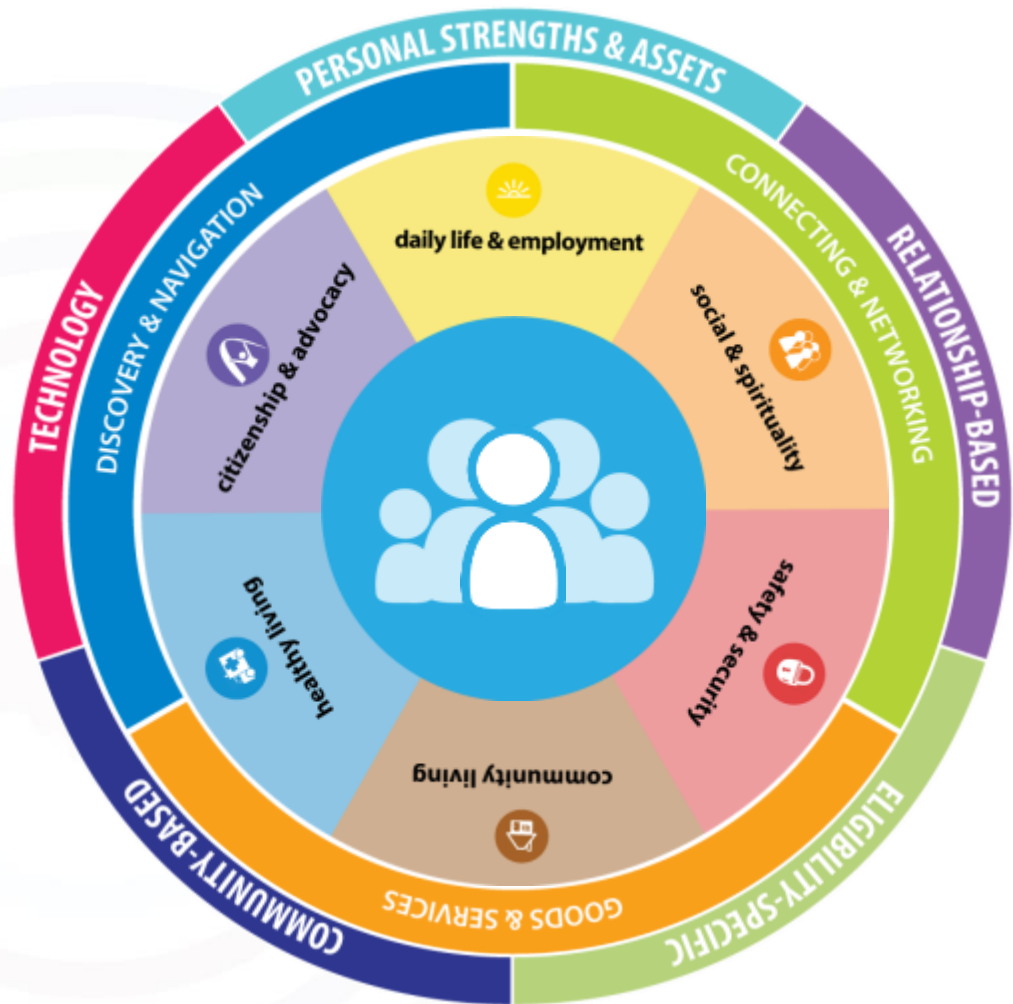 PERSONAL STRENGTHS & ASSETS
RELATIONSHIP-BASED
ELIGIBILITY-SPECIFIC
COMMUNITY-BASED
TECHNOLOGY
DISCOVERY & NAVIGATION
CONNECTING & NETWORKING
GOODS & SERVICES
daily life & employment
social & spirituality
safety & security
community living
healthy living
citizenship & advocacy